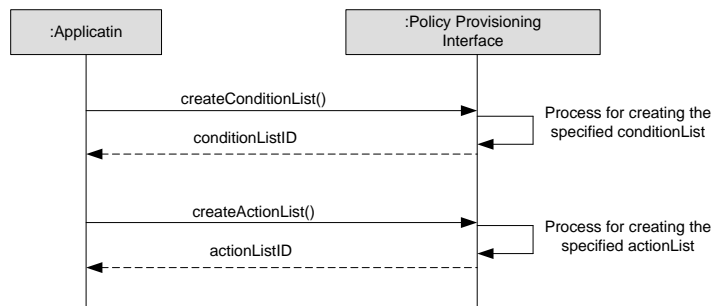 :Applicatin
:Policy Provisioning
Interface
createConditionList()
Process for creating the
specified conditionList
conditionListID
createActionList()
Process for creating the
specified actionList
actionListID